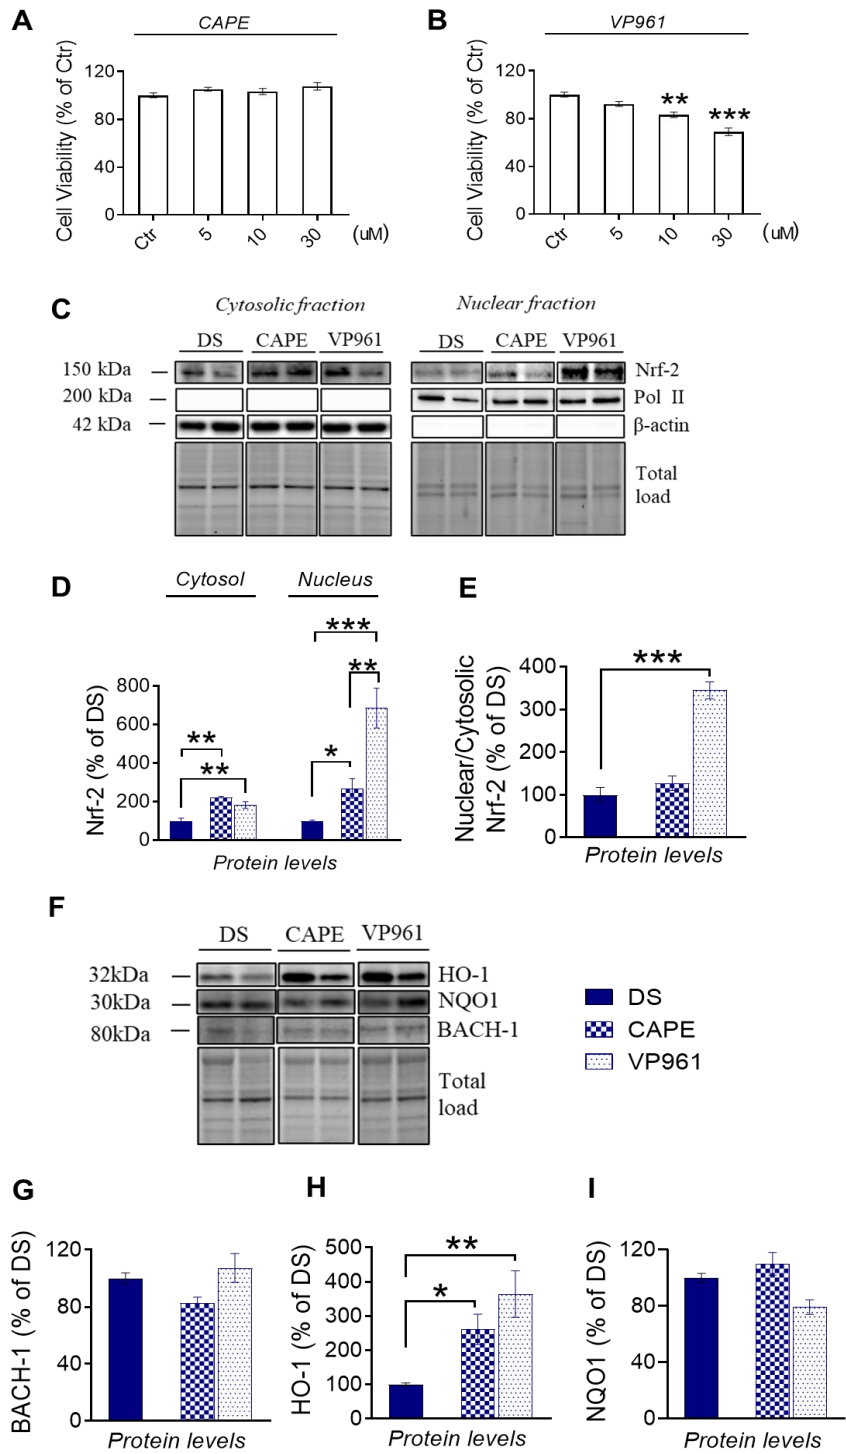 A
CAPE
Cell Viability (% of Ctr)
120
80
40
0
Ctr
5
10
30
(uM)
B
VP961
Cell Viability (% of Ctr)
120
80
40
0
**
***
Ctr
5
10
30
(uM)
C
Cytosolic fraction
Nuclear fraction
DS CAPE VP961
DS CAPE VP961
150 kDa
Nrf-2
200 kDa
Pol II
42 kDa
β-actin
Total
load
D
Cytosol
Nucleus
Nrf-2 (% of DS)
800
600
400
200
0
**
**
*
**
***
Protein levels
E
Nuclear/Cytosolic
Nrf-2 (% of DS)
400
300
200
100
0
***
Protein levels
F
DS CAPE VP961
32kDa
HO-1
30kDa
NQO1
80kDa
BACH-1
Total
load
DS
CAPE
VP961
G
BACH-1 (% of DS)
120
80
40
0
Protein levels
H
HO-1 (% of DS)
500
400
300
200
100
0
*
**
Protein levels
I
NQO1 (% of DS)
120
80
40
0
Protein levels